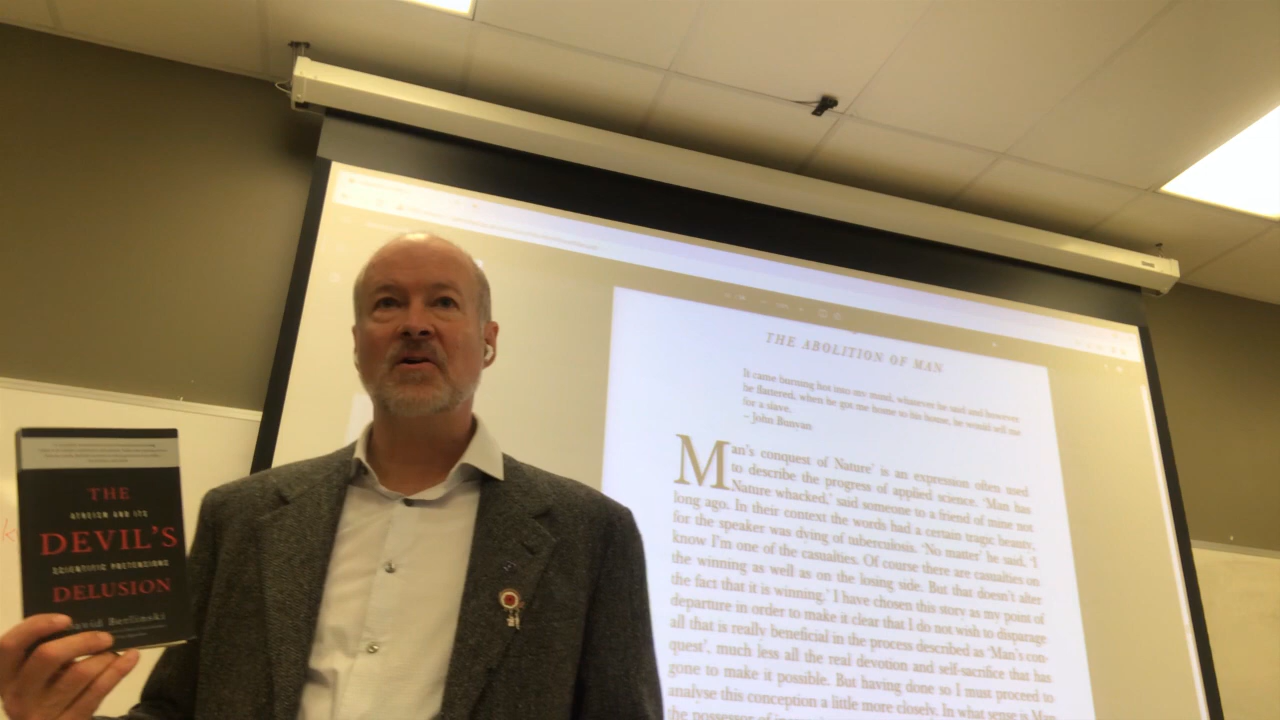 THE
ATHEISM AND ITS
DEVIL'S
SCIENTIFIC PRETENSIONS
DELUSION
David Berlinski
THE ABOLITION OF MAN
It came burning hot into my mind, whatever he said and however
he flattered, when he got me home to his house, he would sell me
for a slave.
– John Bunyan
Man's conquest of Nature' is an expression often used
to describe the progress of applied science. 'Man has
Nature whacked,' said someone to a friend of mine not
long ago. In their context the words had a certain tragic beauty,
for the speaker was dying of tuberculosis. 'No matter' he said, 'I
know I'm one of the casualties. Of course there are casualties on
the winning as well as on the losing side. But that doesn't alter
the fact that it is winning.' I have chosen this story as my point of
departure in order to make it clear that I do not wish to disparage
all that is really beneficial in the process described as 'Man's con-
quest', much less all the real devotion and self-sacrifice that has
gone to make it possible. But having done so I must proceed to
analyse this conception a little more closely. In what sense is Man
the possessor of